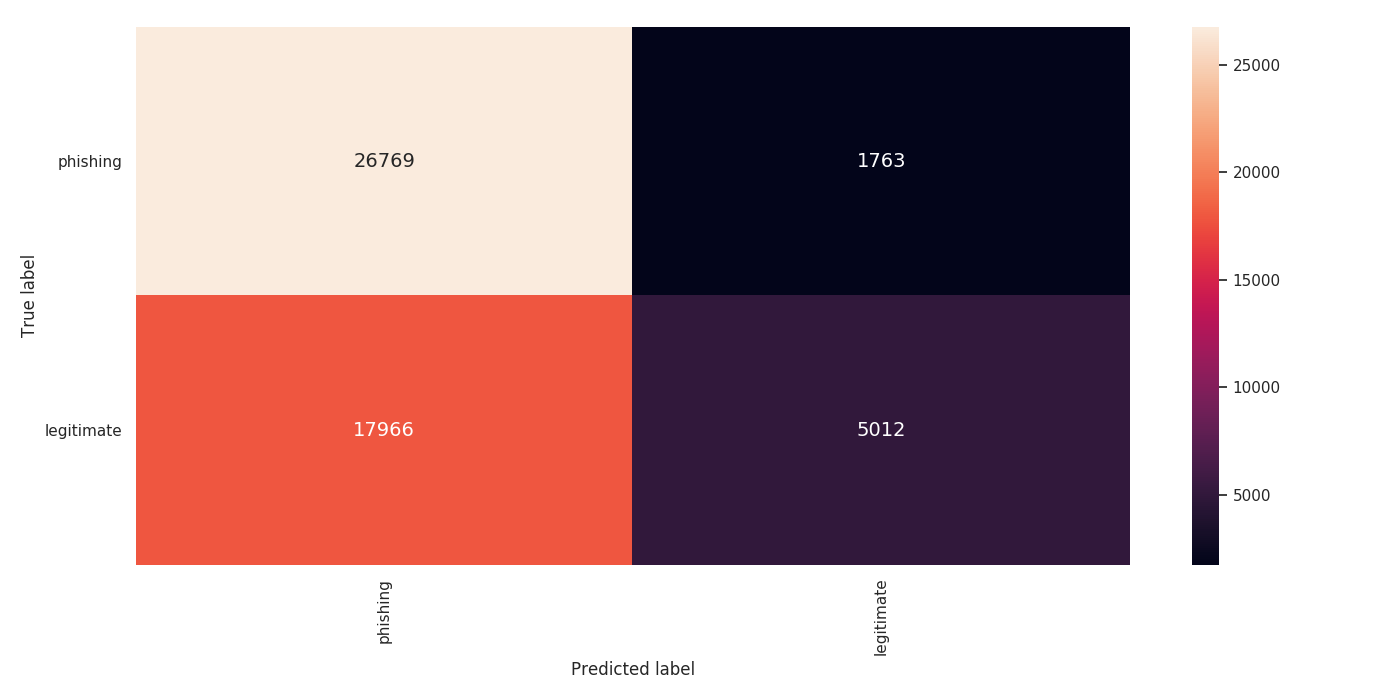 phishing
26769
1763
legitimate
17966
5012
True label
phishing
legitimate
Predicted label
25000
20000
15000
10000
5000